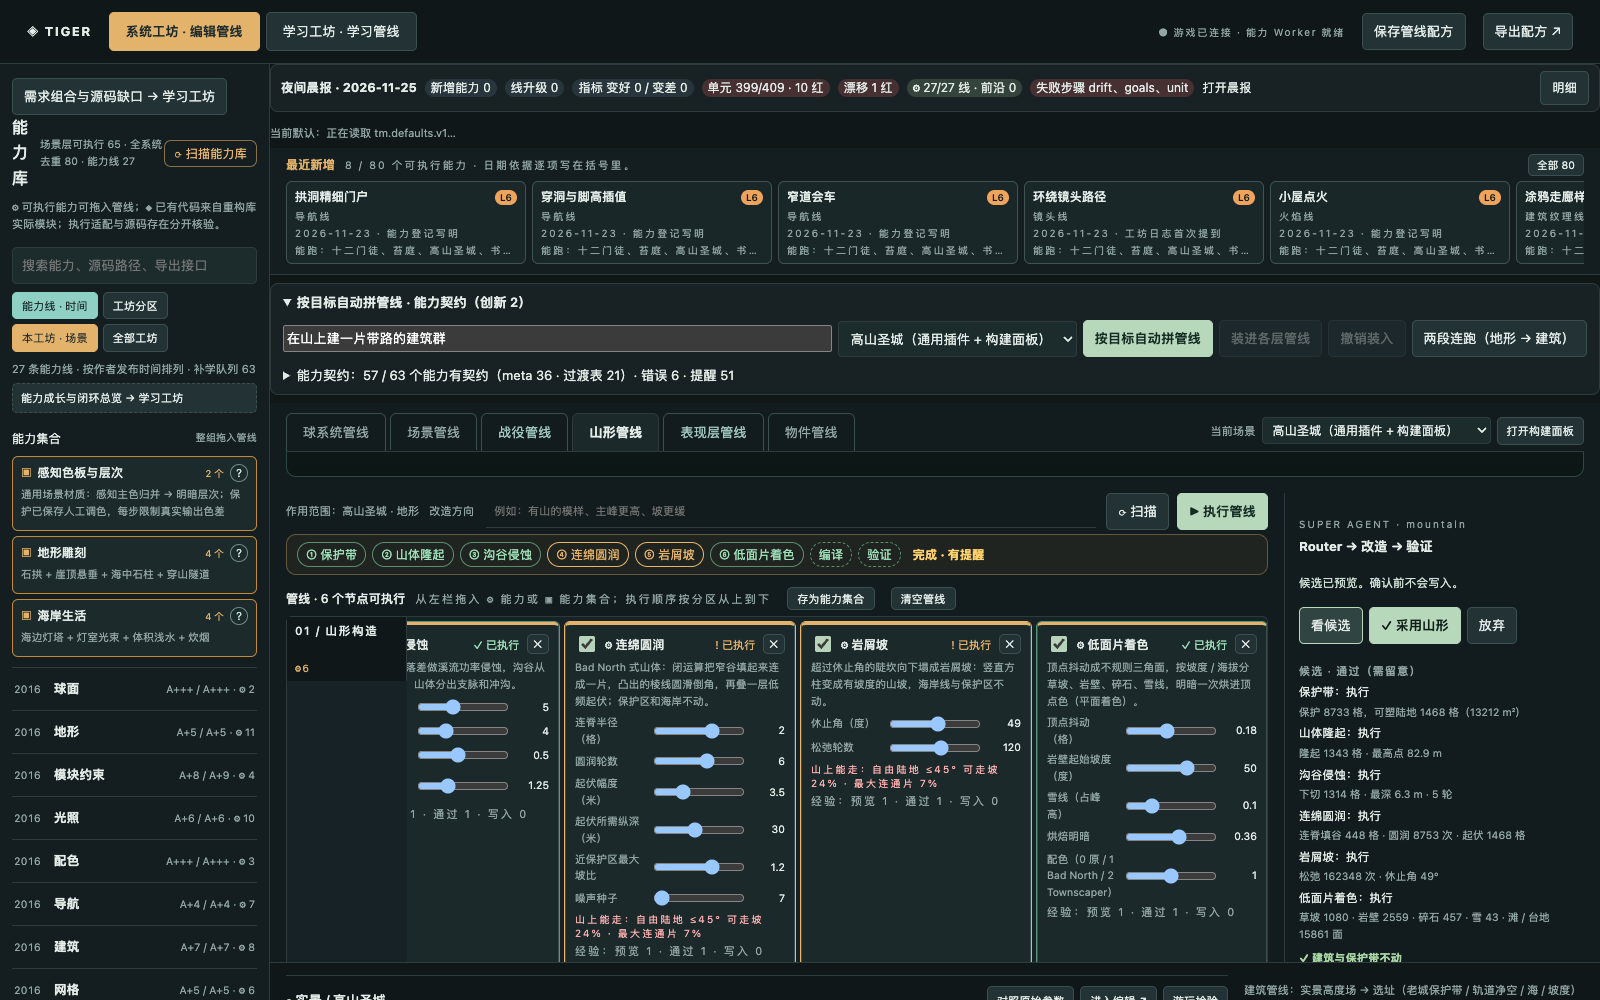 ◈ TIGER
系统工坊 · 编辑管线
学习工坊 · 学习管线
游戏已连接 · 能力 Worker 就绪
保存管线配方
导出配方 ↗
需求组合与源码缺口 → 学习工坊
能力库
场景层可执行 65 · 全系统去重 80 · 能力线 27
⟳ 扫描能力库
⚙ 可执行能力可拖入管线；◆ 已有代码来自重构库
实际模块；执行适配与源码存在分开核验。
搜索能力、源码路径、导出接口
能力线 · 时间
工坊分区
本工坊 · 场景
全部工坊
27 条能力线 · 按作者发布时间排列 · 补学队列 63
能力成长与闭环总览 → 学习工坊
能力集合
整组拖入管线
▣ 感知色板与层次
2 个 ?
通用场景材质：感知主色归并 → 明暗层次；保
护已保存人工调色，每步限制真实输出色差
▣ 地形雕刻
4 个 ?
石拱 + 崖顶悬垂 + 海中石柱 + 穿山隧道
▣ 海岸生活
4 个 ?
海边灯塔 + 灯室光束 + 体积浅水 + 炊烟
2016 球面 A+++ / A+++ · ⚙ 2
2016 地形 A+5 / A+5 · ⚙ 11
2016 模块约束 A+8 / A+9 · ⚙ 4
2016 光照 A+6 / A+6 · ⚙ 10
2016 配色 A+++ / A+++ · ⚙ 3
2016 导航 A+4 / A+4 · ⚙ 7
2016 建筑 A+7 / A+7 · ⚙ 8
2016 网格 A+5 / A+5 · ⚙ 6
夜间晨报 · 2026-11-25
新增能力 0
线升级 0
指标 变好 0 / 变差 0
单元 399/409 · 10 红
漂移 1 红
⚙ 27/27 线 · 前沿 0
失败步骤 drift、goals、unit
打开晨报
明细
当前默认：正在读取 tm.defaults.v1...
最近新增
8 / 80 个可执行能力 · 日期依据逐项写在括号里。
全部 80
拱洞精细门户 L6
导航线
2026-11-23 · 能力登记写明
能跑：十二门徒、苔庭、高山圣城、书…
穿洞与脚高插值 L6
导航线
2026-11-23 · 能力登记写明
能跑：十二门徒、苔庭、高山圣城、书…
窄道会车 L6
导航线
2026-11-23 · 能力登记写明
能跑：十二门徒、苔庭、高山圣城、书…
环绕镜头路径 L6
镜头线
2026-11-23 · 工坊日志首次提到
能跑：十二门徒、苔庭、高山圣城、书…
小屋点火 L6
火焰线
2026-11-23 · 能力登记写明
能跑：十二门徒、苔庭、高山圣城、书…
涂鸦走廊样
建筑纹理线
2026-11-
能跑：十二
▼ 按目标自动拼管线 · 能力契约（创新 2）
在山上建一片带路的建筑群
高山圣城（通用插件 + 构建面板）
按目标自动拼管线
装进各层管线
撤销装入
两段连跑（地形 → 建筑）
▶ 能力契约：57 / 63 个能力有契约（meta 36 · 过渡表 21）· 错误 6 · 提醒 51
球系统管线
场景管线
战役管线
山形管线
表现层管线
物件管线
当前场景
高山圣城（通用插件 + 构建面板）
打开构建面板
作用范围：高山圣城 · 地形
改造方向
例如：有山的模样、主峰更高、坡更缓
⟳ 扫描
▶ 执行管线
① 保护带
② 山体隆起
③ 沟谷侵蚀
④ 连绵圆润
⑤ 岩屑坡
⑥ 低面片着色
编译
验证
完成 · 有提醒
管线 · 6 个节点可执行
从左栏拖入 ⚙ 能力或 ▣ 能力集合；执行顺序按分区从上到下
存为能力集合
清空管线
01 / 山形构造
⚙6
侵蚀 ✓ 已执行 ✕
落差做溪流功率侵蚀，沟谷从
山体分出支脉和冲沟。
5
4
0.5
1.25
1 · 通过 1 · 写入 0
⚙ 连绵圆润 ! 已执行 ✕
Bad North 式山体：闭运算把窄谷填起来连
成一片，凸出的棱线圆滑倒角，再叠一层低
频起伏；保护区和海岸不动。
连脊半径（格） 2
圆润轮数 6
起伏幅度（米） 3.5
起伏所需纵深（米） 30
近保护区最大坡比 1.2
噪声种子 7
山上能走：自由陆地 ≤45° 可走坡
24% · 最大连通片 7%
经验：预览 1 · 通过 1 · 写入 0
⚙ 岩屑坡 ! 已执行 ✕
超过休止角的陡坎向下塌成岩屑坡：竖直方
柱变成有坡度的山坡，海岸线与保护区不
动。
休止角（度） 49
松弛轮数 120
山上能走：自由陆地 ≤45° 可走坡
24% · 最大连通片 7%
经验：预览 1 · 通过 1 · 写入 0
⚙ 低面片着色 ✓ 已执行 ✕
顶点抖动成不规则三角面，按坡度 / 海拔分
草坡、岩壁、碎石、雪线，明暗一次烘进顶
点色（平面着色）。
顶点抖动（格） 0.18
岩壁起始坡度（度） 50
雪线（占峰高） 0.1
烘焙明暗 0.36
配色（0 原 / 1 Bad North / 2 Townscaper） 1
经验：预览 1 · 通过 1 · 写入 0
SUPER AGENT · mountain
Router → 改造 → 验证
候选已预览。确认前不会写入。
看候选
✓ 采用山形
放弃
候选 · 通过（需留意）
保护带：执行
保护 8733 格，可塑陆地 1468 格（13212 m²）
山体隆起：执行
隆起 1343 格 · 最高点 82.9 m
沟谷侵蚀：执行
下切 1314 格 · 最深 6.3 m · 5 轮
连绵圆润：执行
连脊填谷 448 格 · 圆润 8753 次 · 起伏 1468 格
岩屑坡：执行
松弛 162348 次 · 休止角 49°
低面片着色：执行
草坡 1080 · 岩壁 2559 · 碎石 457 · 雪 43 · 滩 / 台地
15861 面
✓ 建筑与保护带不动
实景 / 高山圣城
对照原始参数
进入编辑 ↗
游玩检验
建筑管线：实景高度场 → 选址（老城保护带 / 轨道净空 / 海 / 坡度）